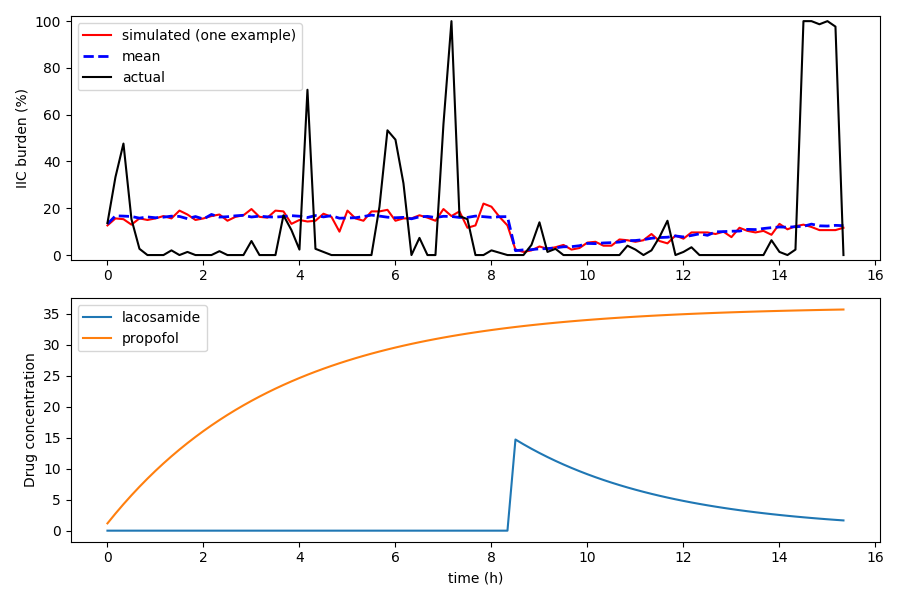 100
80
60
40
20
0
IIC burden (%)
simulated (one example)
mean
actual
0 2 4 6 8 10 12 14 16
35
30
25
20
15
10
5
0
Drug concentration
lacosamide
propofol
0 2 4 6 8 10 12 14 16
time (h)